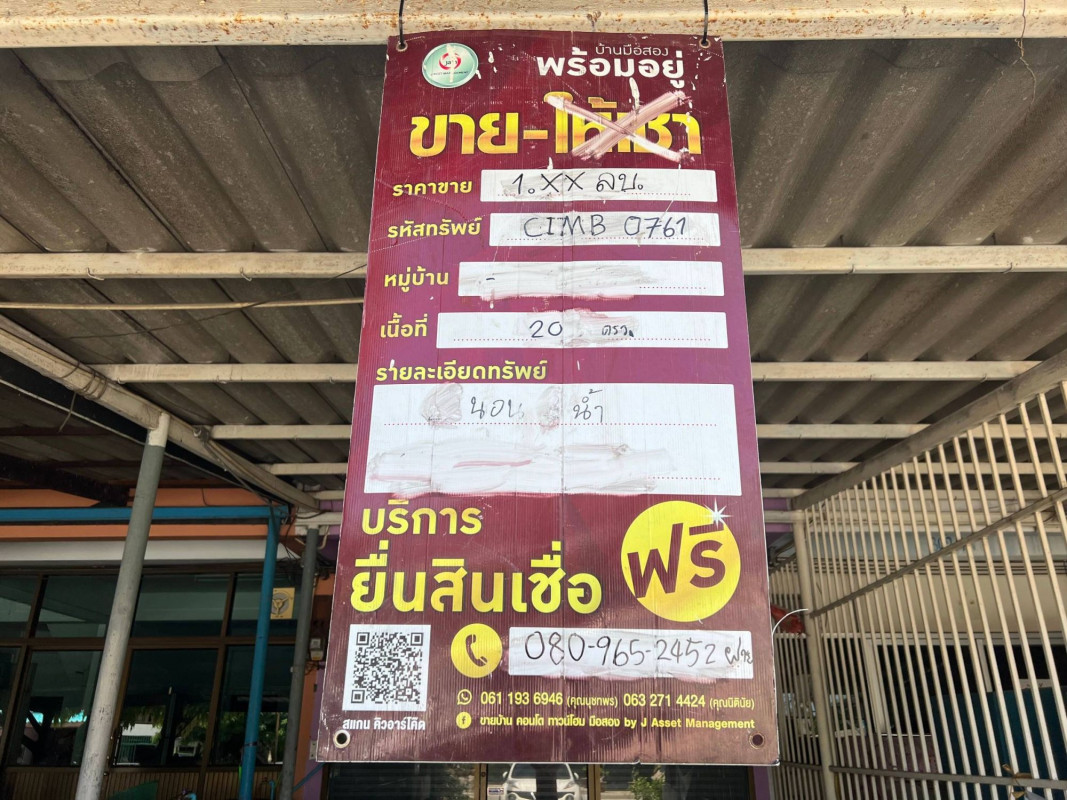 บ้านมือสอง
พร้อมอยู่
ขาย-ให้เช่า
ราคาขาย 1.XX ลบ.
รหัสทรัพย์ CIMB 0761
หมู่บ้าน -
เนื้อที่ 20 ตรว.
รายละเอียดทรัพย์
นอน น้ำ
บริการ
ยื่นสินเชื่อ
ฟรี
080-965-2452
061 193 6946 (คุณนุชทพร) 063 271 4424 (คุณนิตินัย)
สแกน คิวอาร์โค๊ด
ขายบ้าน คอนโด ทาวน์โฮม มือสอง by J Asset Management